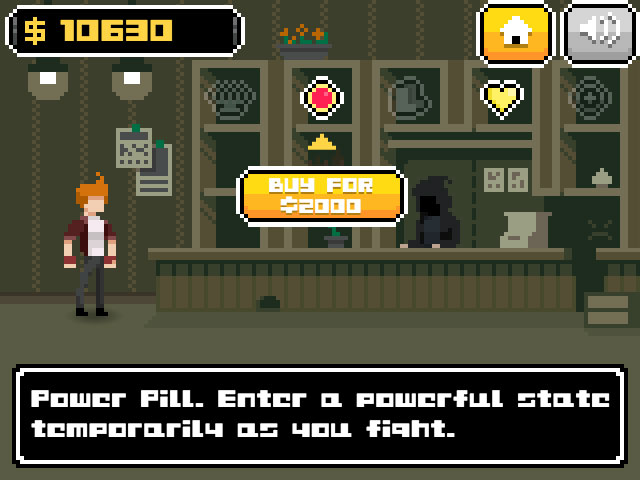 $ 10630
BUY FOR
$2000
Power Pill. Enter a powerful state
temporarily as you fight.